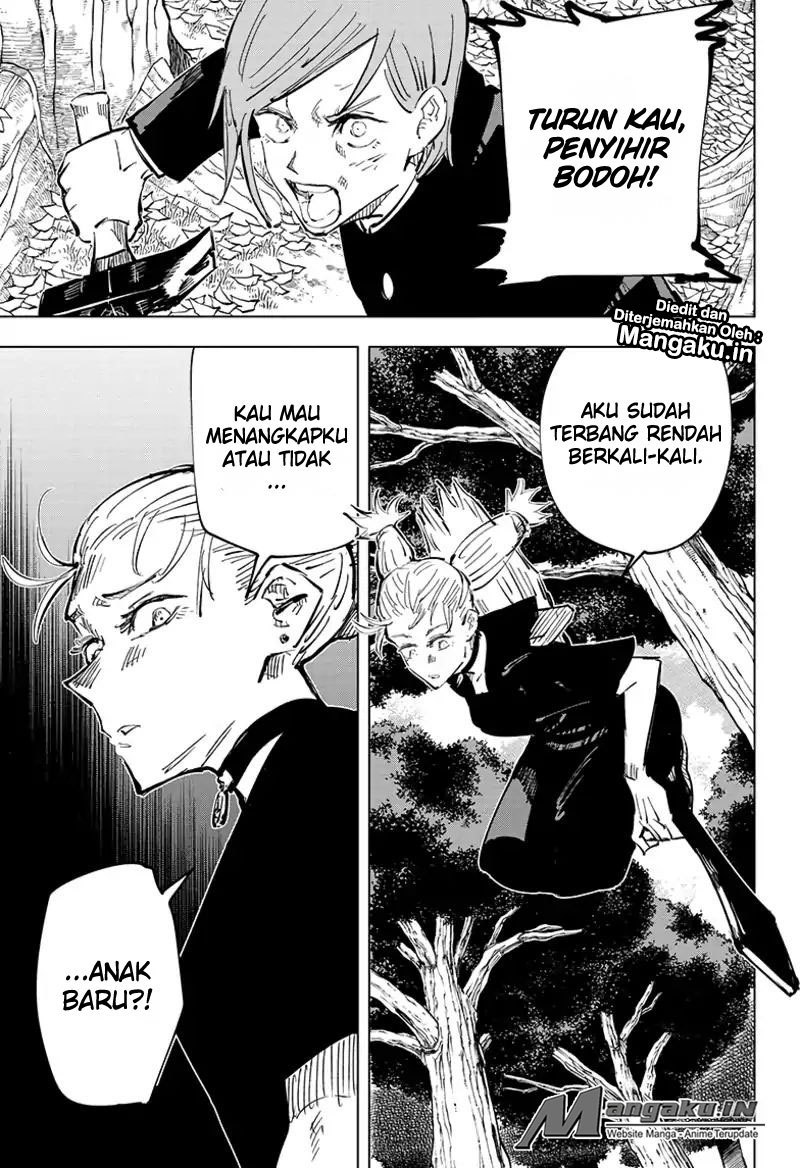 TURUN KAU,
PENYIHIR
BODOH!
Diedit dan
Diterjemahkan Oleh :
Mangaku.in
AKU SUDAH
TERBANG RENDAH
BERKALI-KALI.
KAU MAU
MENANGKAPKU
ATAU TIDAK
...
...ANAK
BARU?!
Mangaku.IN
Website Manga - Anime Terupdate